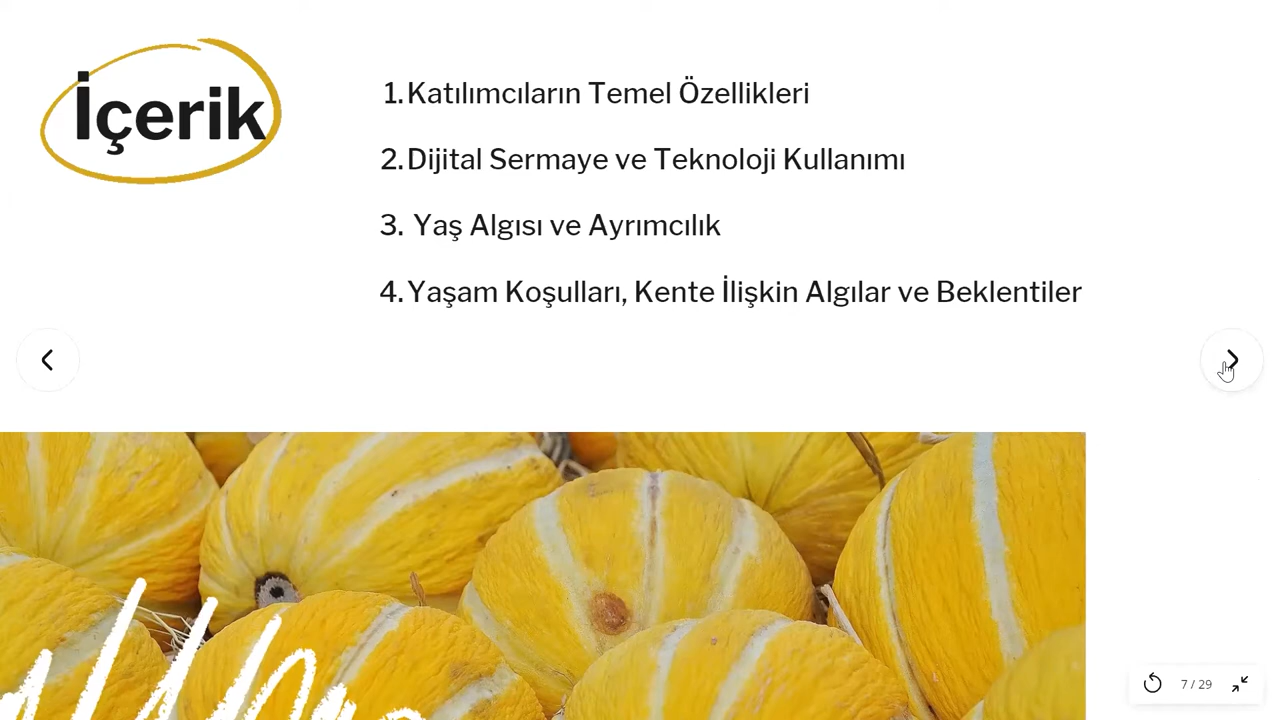 İçerik
1. Katılımcıların Temel Özellikleri
2. Dijital Sermaye ve Teknoloji Kullanımı
3. Yaş Algısı ve Ayrımcılık
4. Yaşam Koşulları, Kente İlişkin Algılar ve Beklentiler
7 / 29